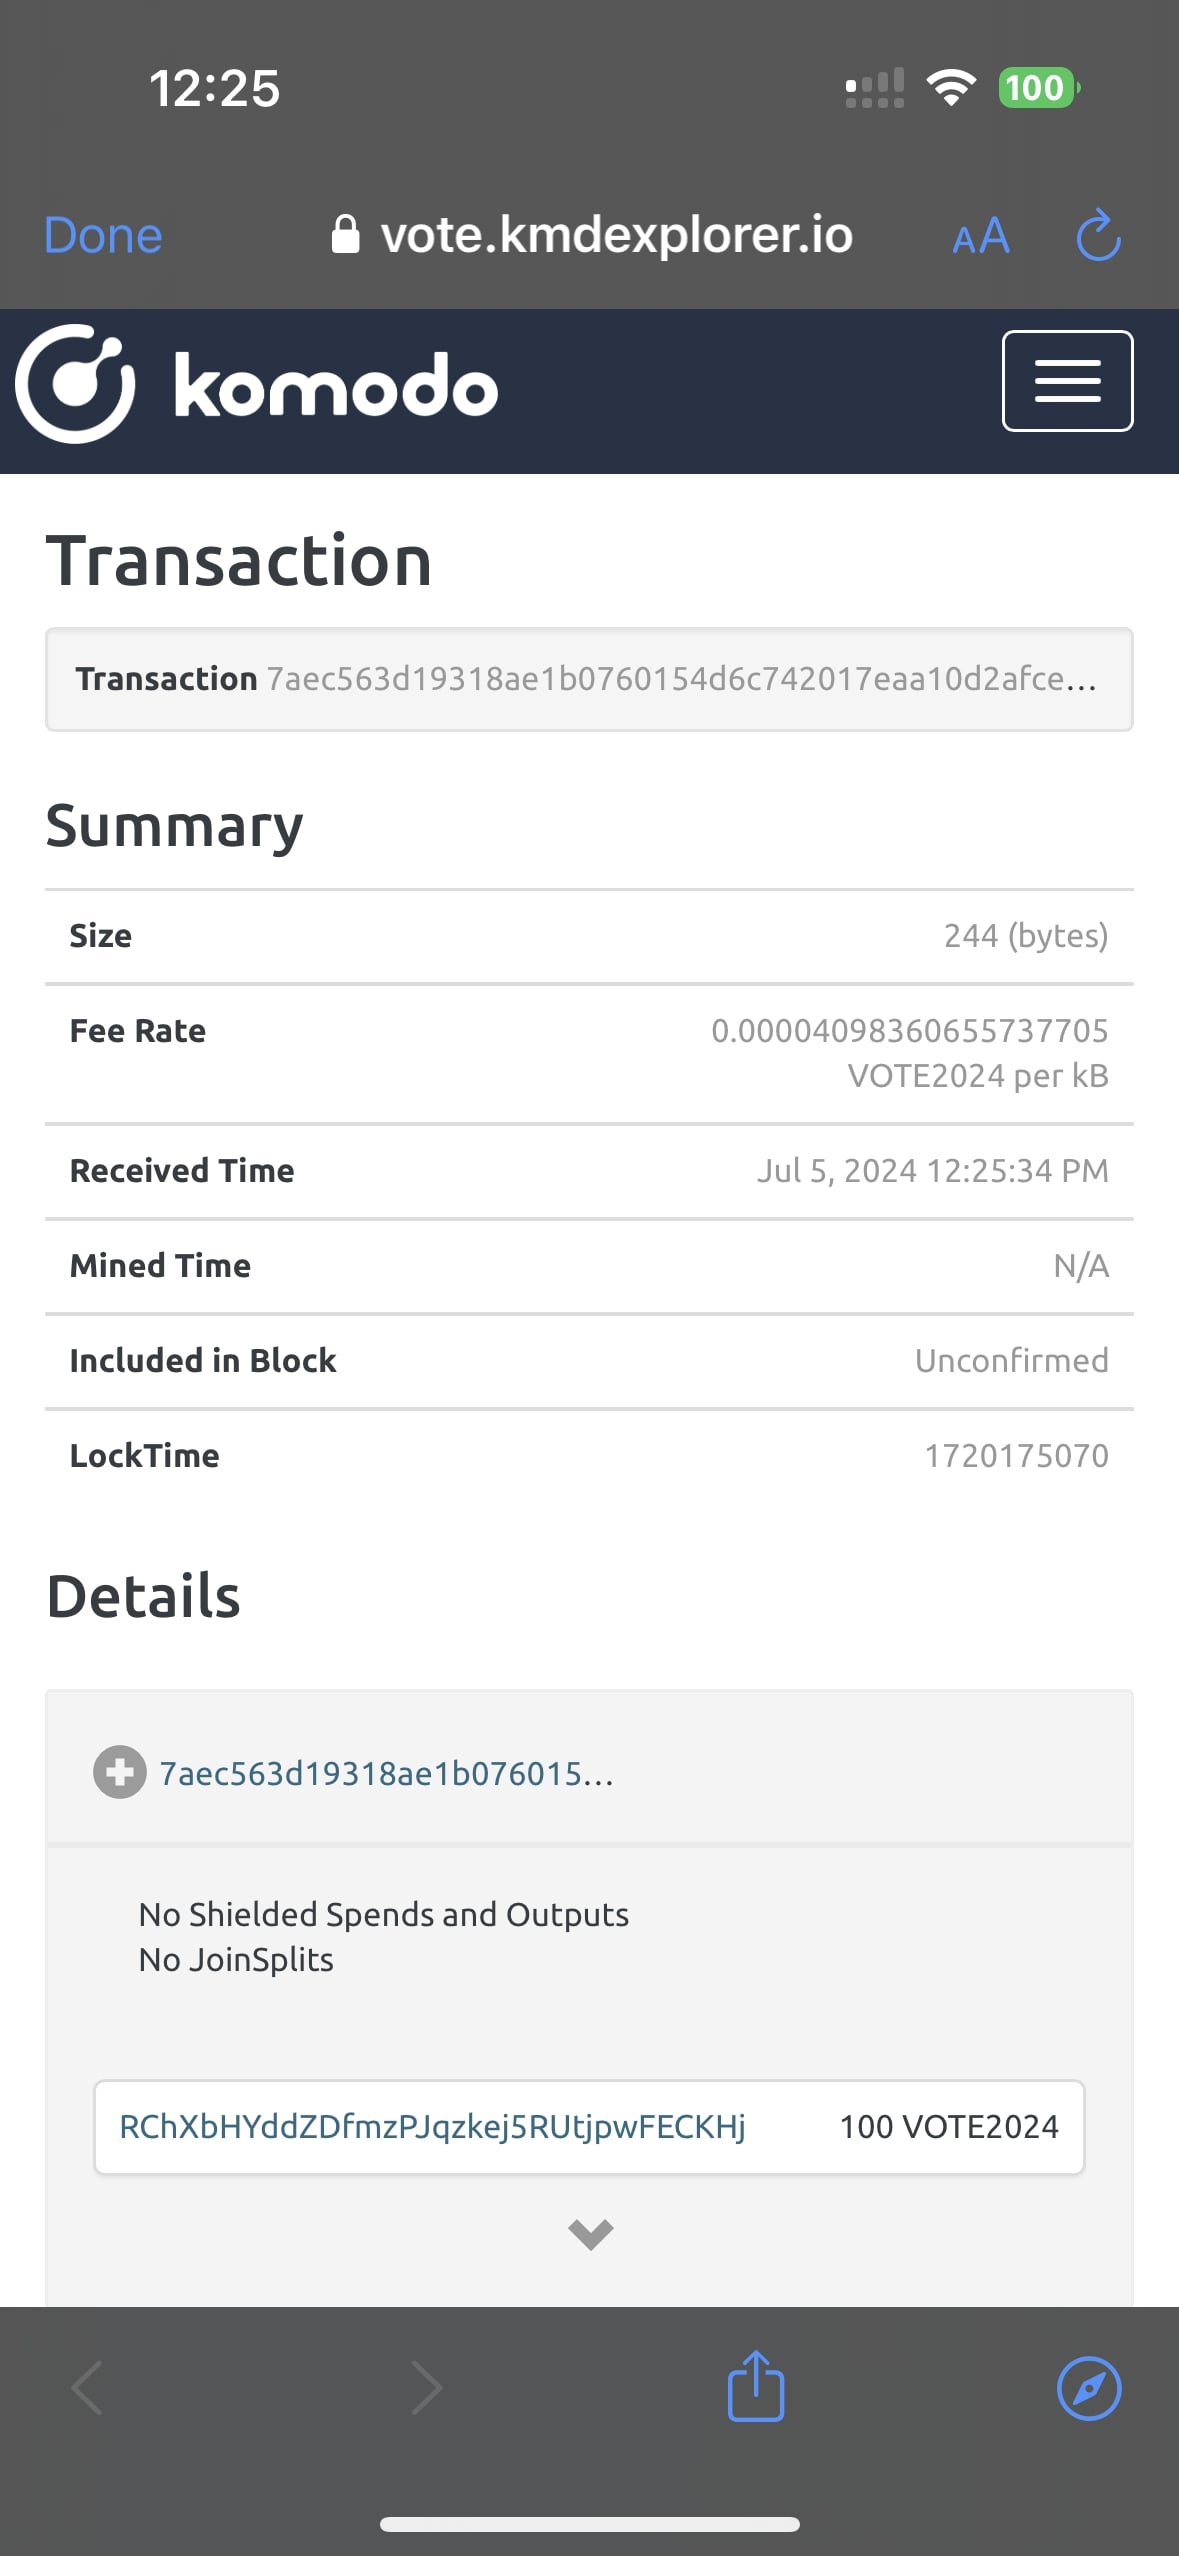 12:25
100
Done
vote.kmdexplorer.io
AA
komodo
Transaction
Transaction 7aec563d19318ae1b0760154d6c742017eaa10d2afce...
Summary
Size 244 (bytes)
Fee Rate 0.00004098360655737705
VOTE2024 per kB
Received Time Jul 5, 2024 12:25:34 PM
Mined Time N/A
Included in Block Unconfirmed
LockTime 1720175070
Details
7aec563d19318ae1b076015...
No Shielded Spends and Outputs
No JoinSplits
RChXbHYddZDfmzPJqzkej5RUtjpwFECKHj 100 VOTE2024